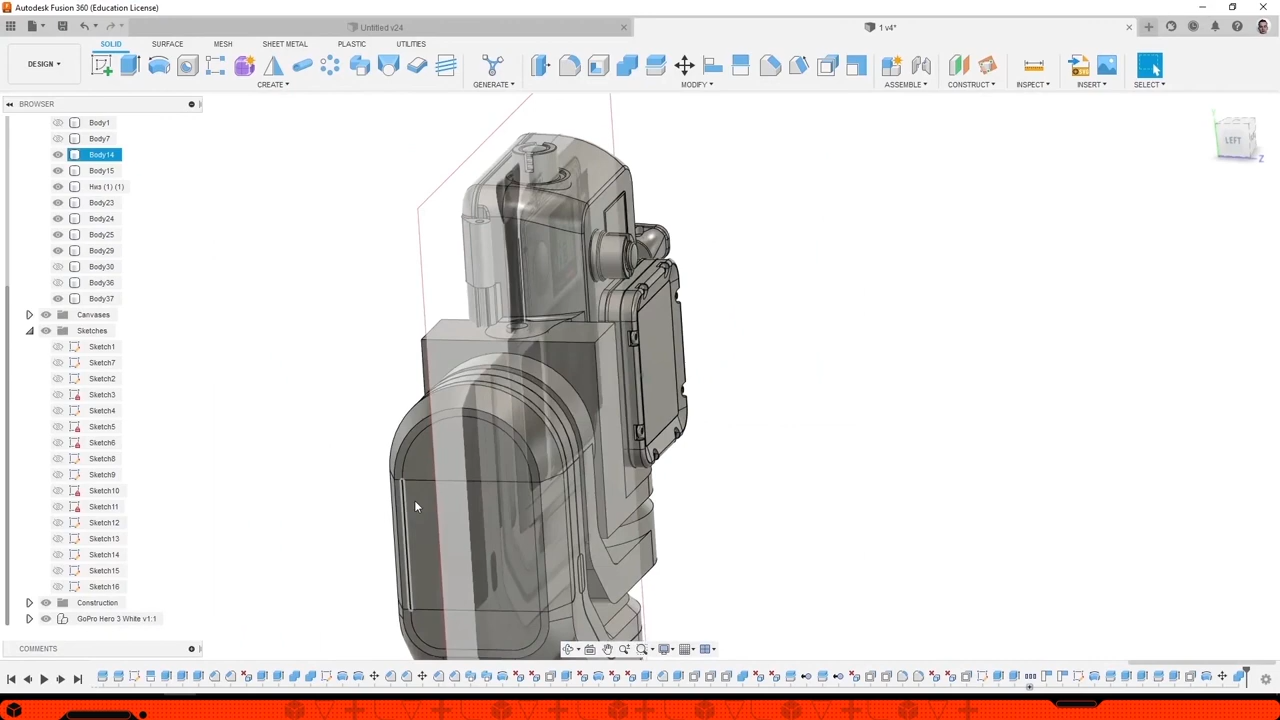 Autodesk Fusion 360 (Education License)
Untitled v24
1 v4*
SOLID SURFACE MESH SHEET METAL PLASTIC UTILITIES
DESIGN
CREATE GENERATE MODIFY ASSEMBLE CONSTRUCT INSPECT INSERT SELECT
BROWSER
Body1
Body7
Body14
Body15
Низ (1) (1)
Body23
Body24
Body25
Body29
Body30
Body36
Body37
Canvases
Sketches
Sketch1
Sketch7
Sketch2
Sketch3
Sketch4
Sketch5
Sketch6
Sketch8
Sketch9
Sketch10
Sketch11
Sketch12
Sketch13
Sketch14
Sketch15
Sketch16
Construction
GoPro Hero 3 White v1:1
COMMENTS
LEFT
Y
Z